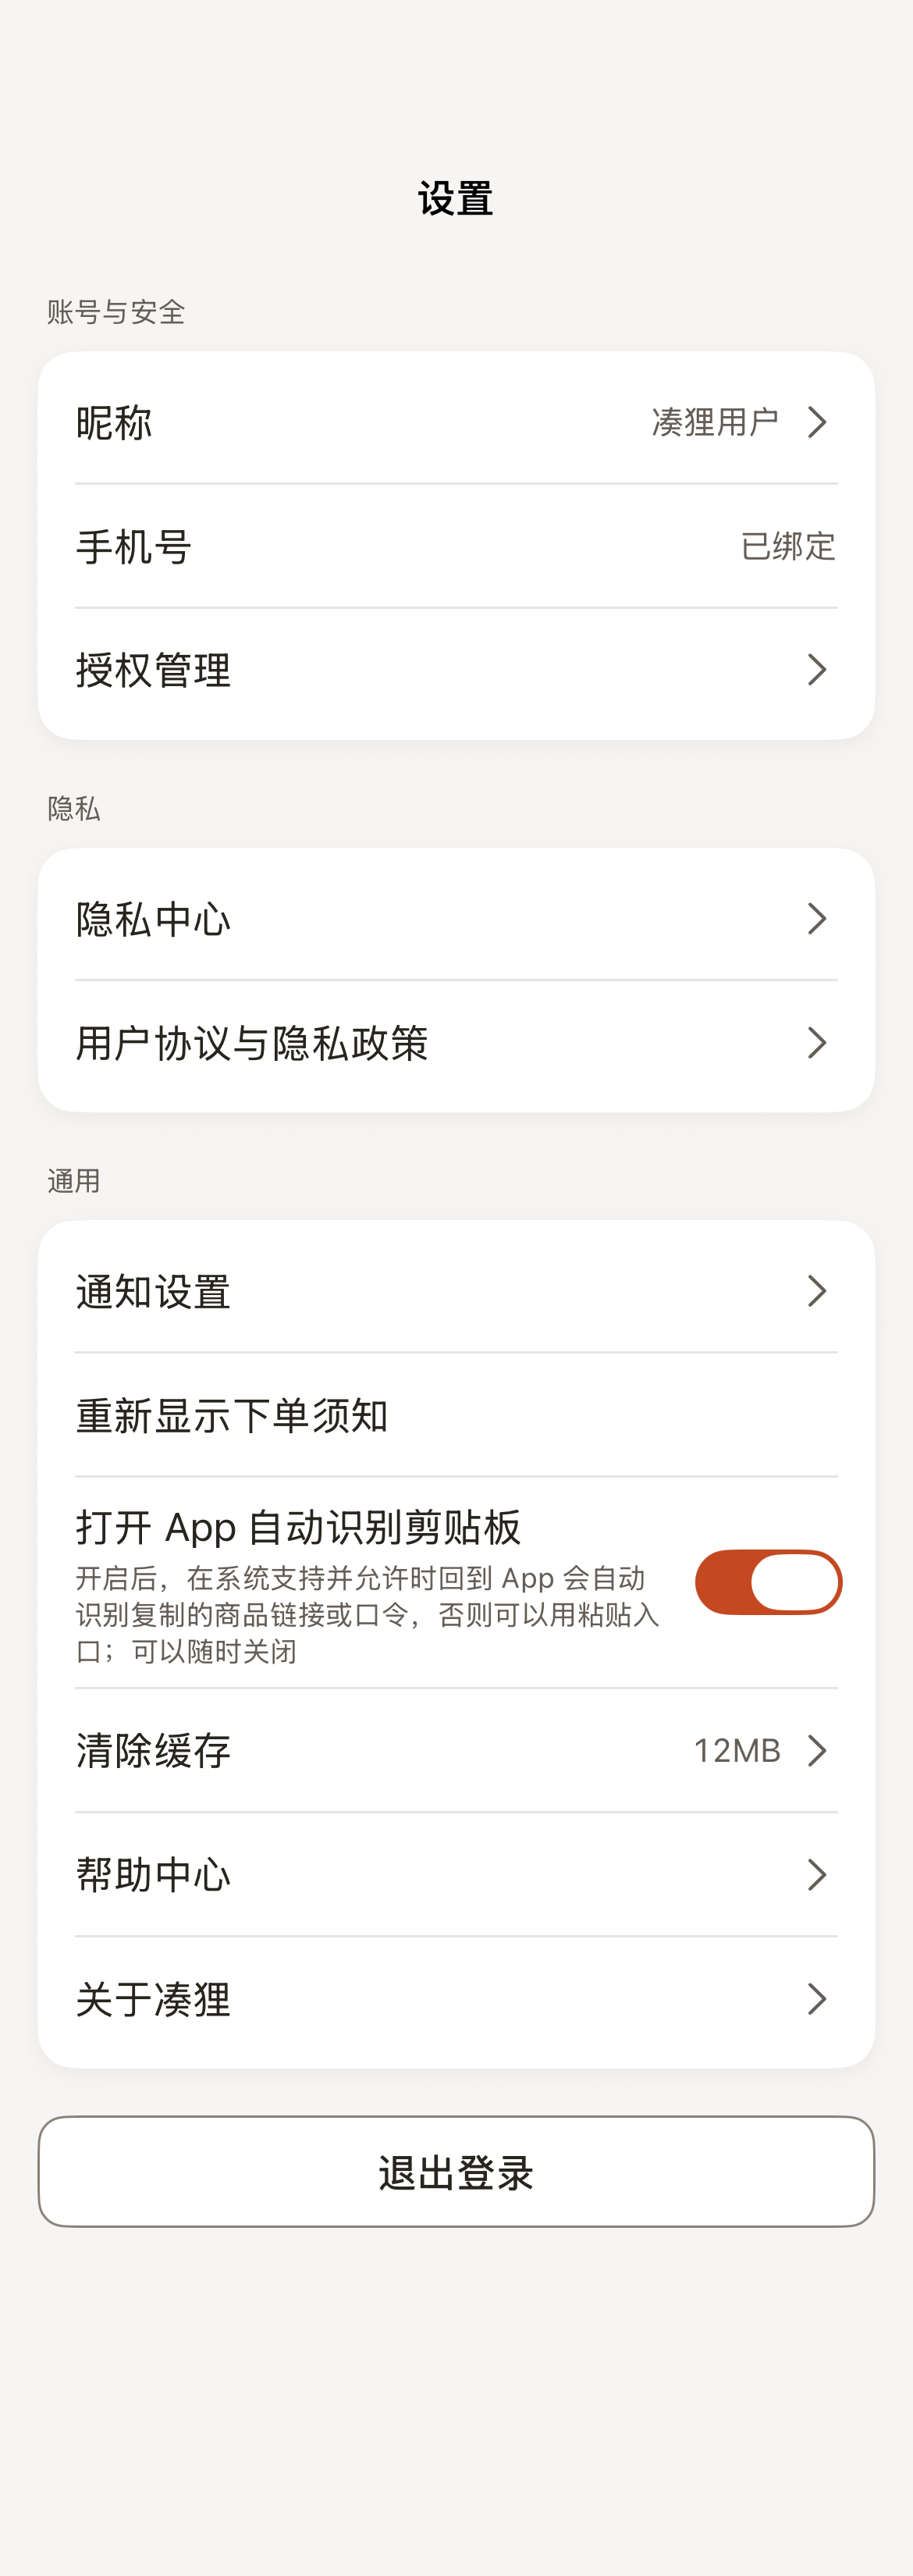 设置
账号与安全
昵称
凑狸用户
手机号
已绑定
授权管理
隐私
隐私中心
用户协议与隐私政策
通用
通知设置
重新显示下单须知
打开 App 自动识别剪贴板
开启后，在系统支持并允许时回到 App 会自动
识别复制的商品链接或口令，否则可以用粘贴入
口；可以随时关闭
清除缓存
12MB
帮助中心
关于凑狸
退出登录